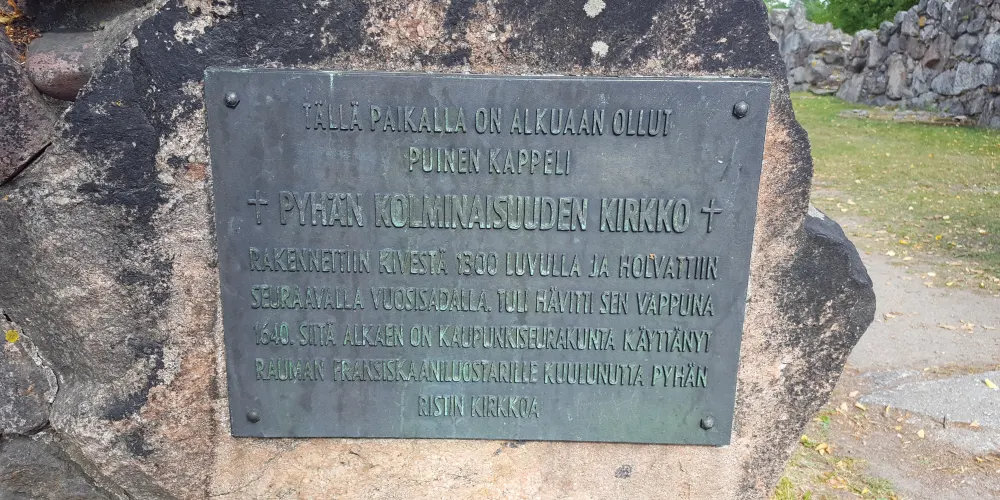 TÄLLÄ PAIKALLA ON ALKUAAN OLLUT
PUINEN KAPPELI
† PYHÄN KOLMINAISUUDEN KIRKKO †
RAKENNETTIIN KIVESTÄ 1300 LUVULLA JA HOLVATTIIN
SEURAAVALLA VUOSISADALLA. TULI HÄVITTI SEN VAPPUNA
1640. SIITÄ ALKAEN ON KAUPUNKISEURAKUNTA KÄYTTÄNYT
RAUMAN FRANSISKAANILUOSTARILLE KUULUNUTTA PYHÄN
RISTIN KIRKKOA